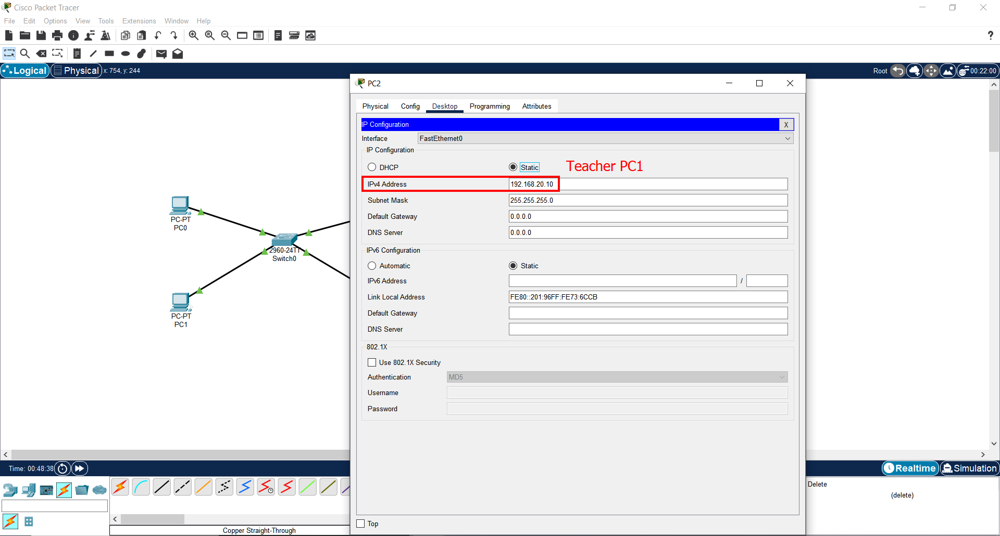 Cisco Packet Tracer
File Edit Options View Tools Extensions Window Help
?
Logical Physical x: 754, y: 244
Root 00:22:00
PC-PT
PC0
2960-24TT
Switch0
PC-PT
PC1
PC2
Physical Config Desktop Programming Attributes
IP Configuration X
Interface FastEthernet0
IP Configuration
DHCP Static Teacher PC1
IPv4 Address 192.168.20.10
Subnet Mask 255.255.255.0
Default Gateway 0.0.0.0
DNS Server 0.0.0.0
IPv6 Configuration
Automatic Static
IPv6 Address /
Link Local Address FE80::201:96FF:FE73:6CCB
Default Gateway
DNS Server
802.1X
Use 802.1X Security
Authentication MD5
Username
Password
Top
Time: 00:48:38
Realtime Simulation
Copper Straight-Through
Delete
(delete)